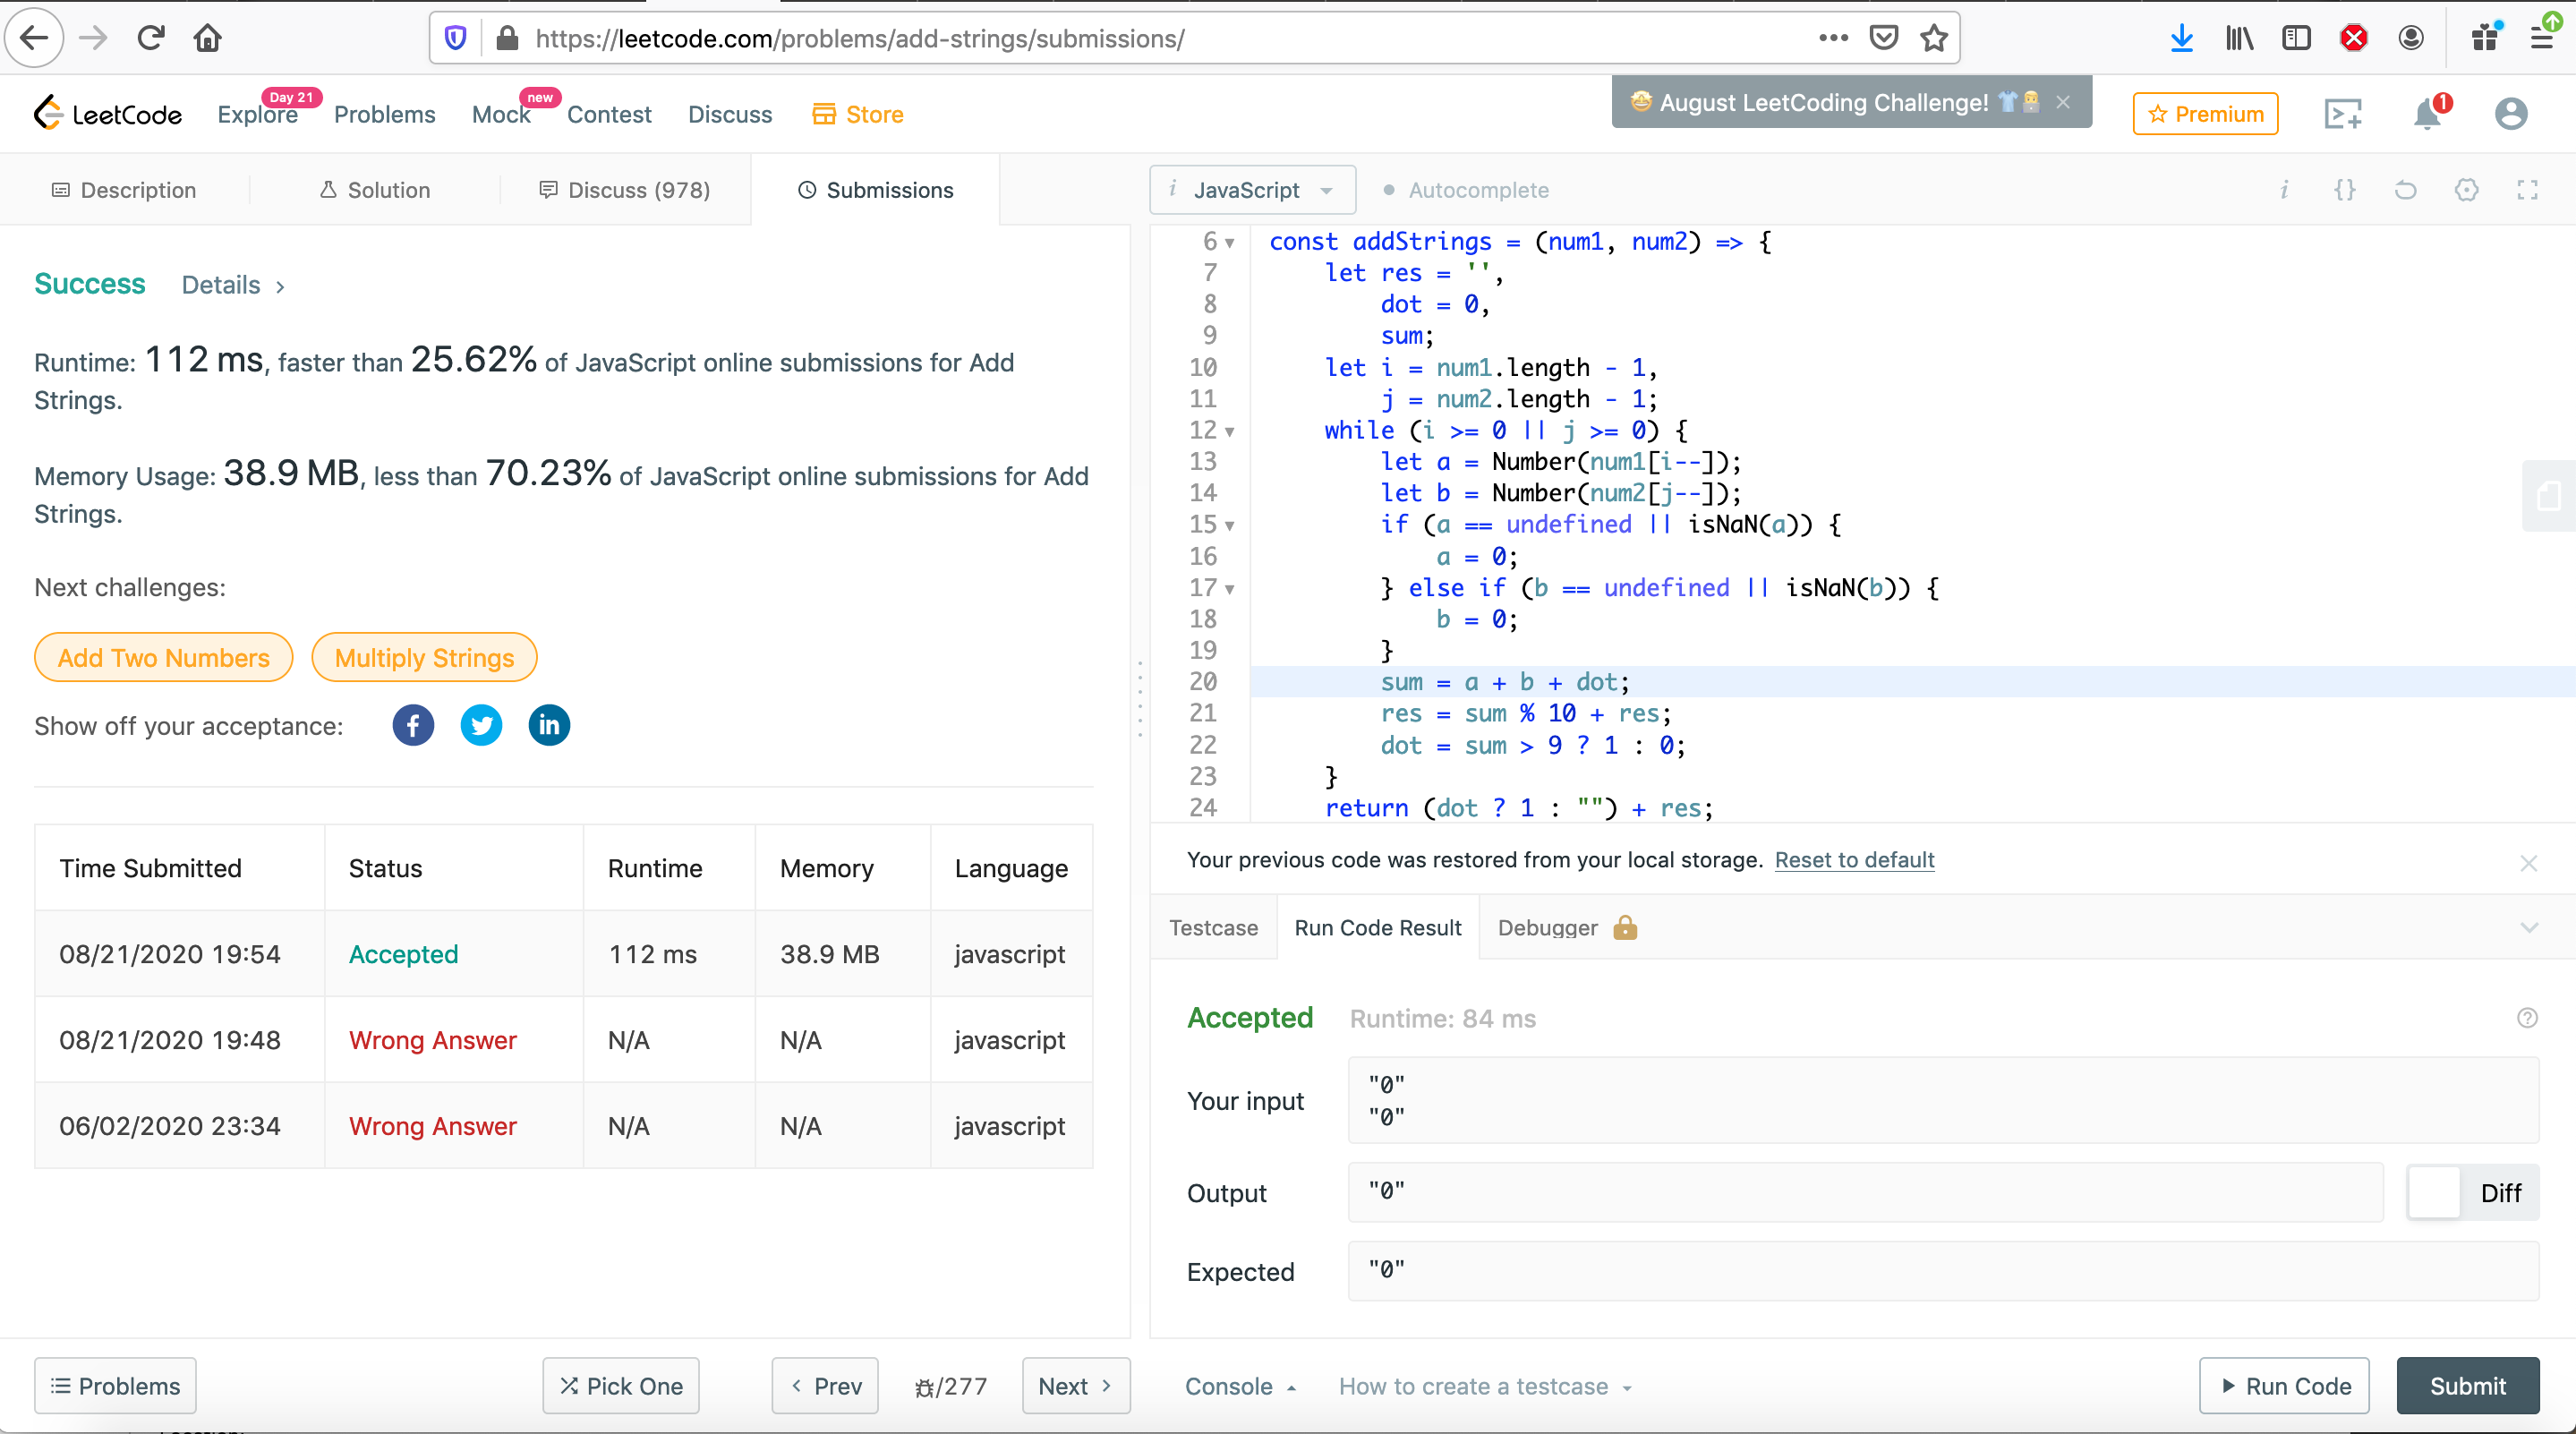 https://leetcode.com/problems/add-strings/submissions/
LeetCode
Explore
Day 21
Problems
Mock
new
Contest
Discuss
Store
August LeetCoding Challenge!
Premium
1
Description
Solution
Discuss (978)
Submissions
Success
Details
Runtime: 112 ms, faster than 25.62% of JavaScript online submissions for Add
Strings.
Memory Usage: 38.9 MB, less than 70.23% of JavaScript online submissions for Add
Strings.
Next challenges:
Add Two Numbers
Multiply Strings
Show off your acceptance:
Time Submitted Status Runtime Memory Language
08/21/2020 19:54 Accepted 112 ms 38.9 MB javascript
08/21/2020 19:48 Wrong Answer N/A N/A javascript
06/02/2020 23:34 Wrong Answer N/A N/A javascript
Problems
Pick One
Prev
/277
Next
i JavaScript
Autocomplete
i {}
6 const addStrings = (num1, num2) => {
7 let res = '',
8 dot = 0,
9 sum;
10 let i = num1.length - 1,
11 j = num2.length - 1;
12 while (i >= 0 || j >= 0) {
13 let a = Number(num1[i--]);
14 let b = Number(num2[j--]);
15 if (a == undefined || isNaN(a)) {
16 a = 0;
17 } else if (b == undefined || isNaN(b)) {
18 b = 0;
19 }
20 sum = a + b + dot;
21 res = sum % 10 + res;
22 dot = sum > 9 ? 1 : 0;
23 }
24 return (dot ? 1 : "") + res;
Your previous code was restored from your local storage. Reset to default
Testcase
Run Code Result
Debugger
Accepted
Runtime: 84 ms
Your input
"0"
"0"
Output
"0"
Diff
Expected
"0"
Console
How to create a testcase
Run Code
Submit